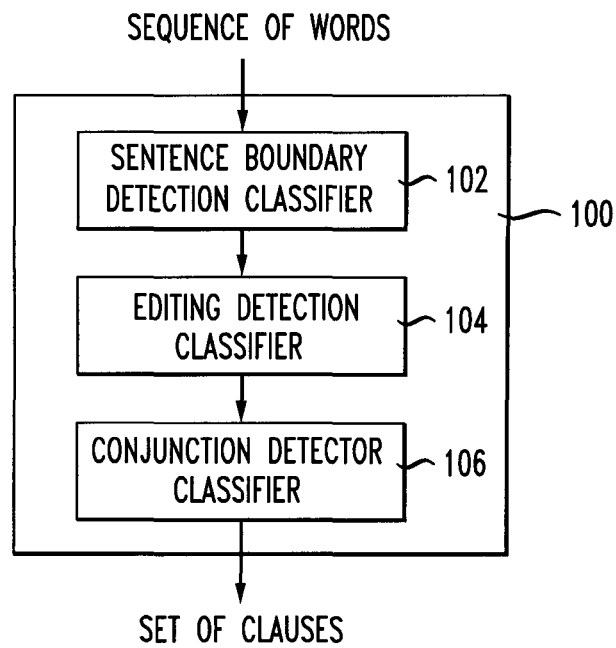 SEQUENCE OF WORDS
SENTENCE BOUNDARY
DETECTION CLASSIFIER
102
100
EDITING DETECTION
CLASSIFIER
104
CONJUNCTION DETECTOR
CLASSIFIER
106
SET OF CLAUSES